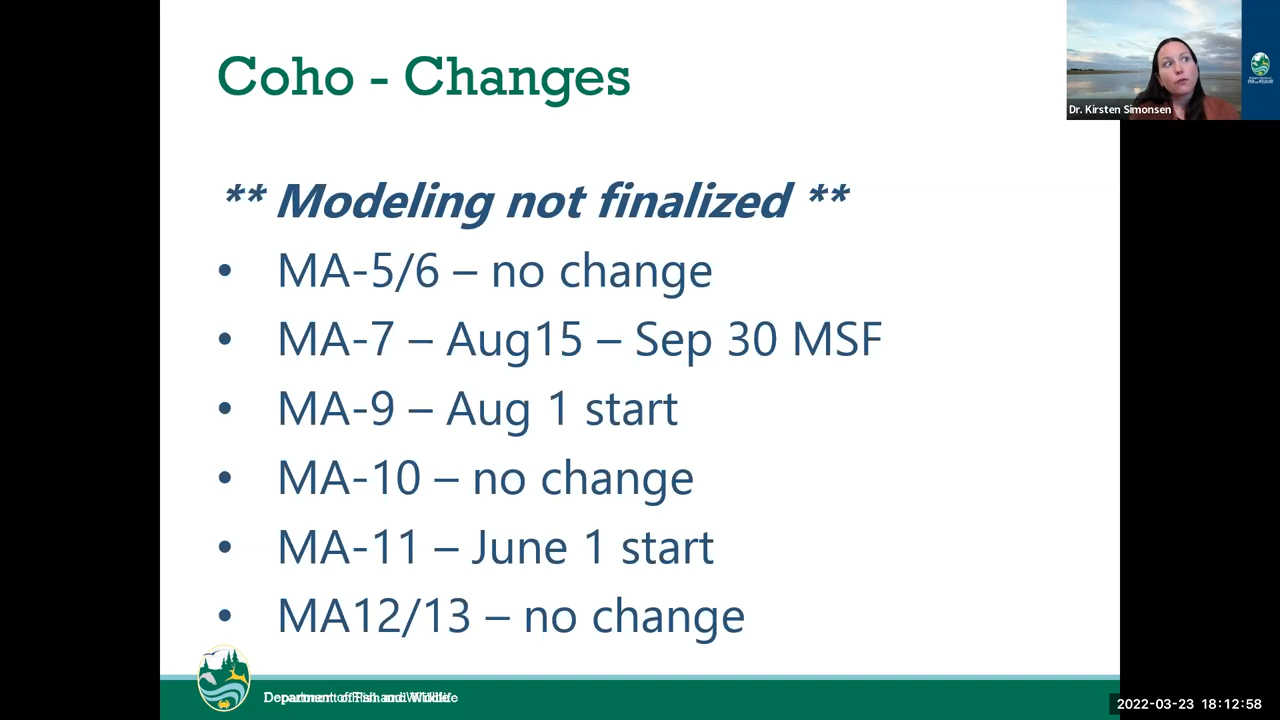 Coho - Changes
Dr. Kirsten Simonsen
** Modeling not finalized **
• MA-5/6 – no change
• MA-7 – Aug15 – Sep 30 MSF
• MA-9 – Aug 1 start
• MA-10 – no change
• MA-11 – June 1 start
• MA12/13 – no change
Department of Fish and Wildlife
2022-03-23 18:12:58